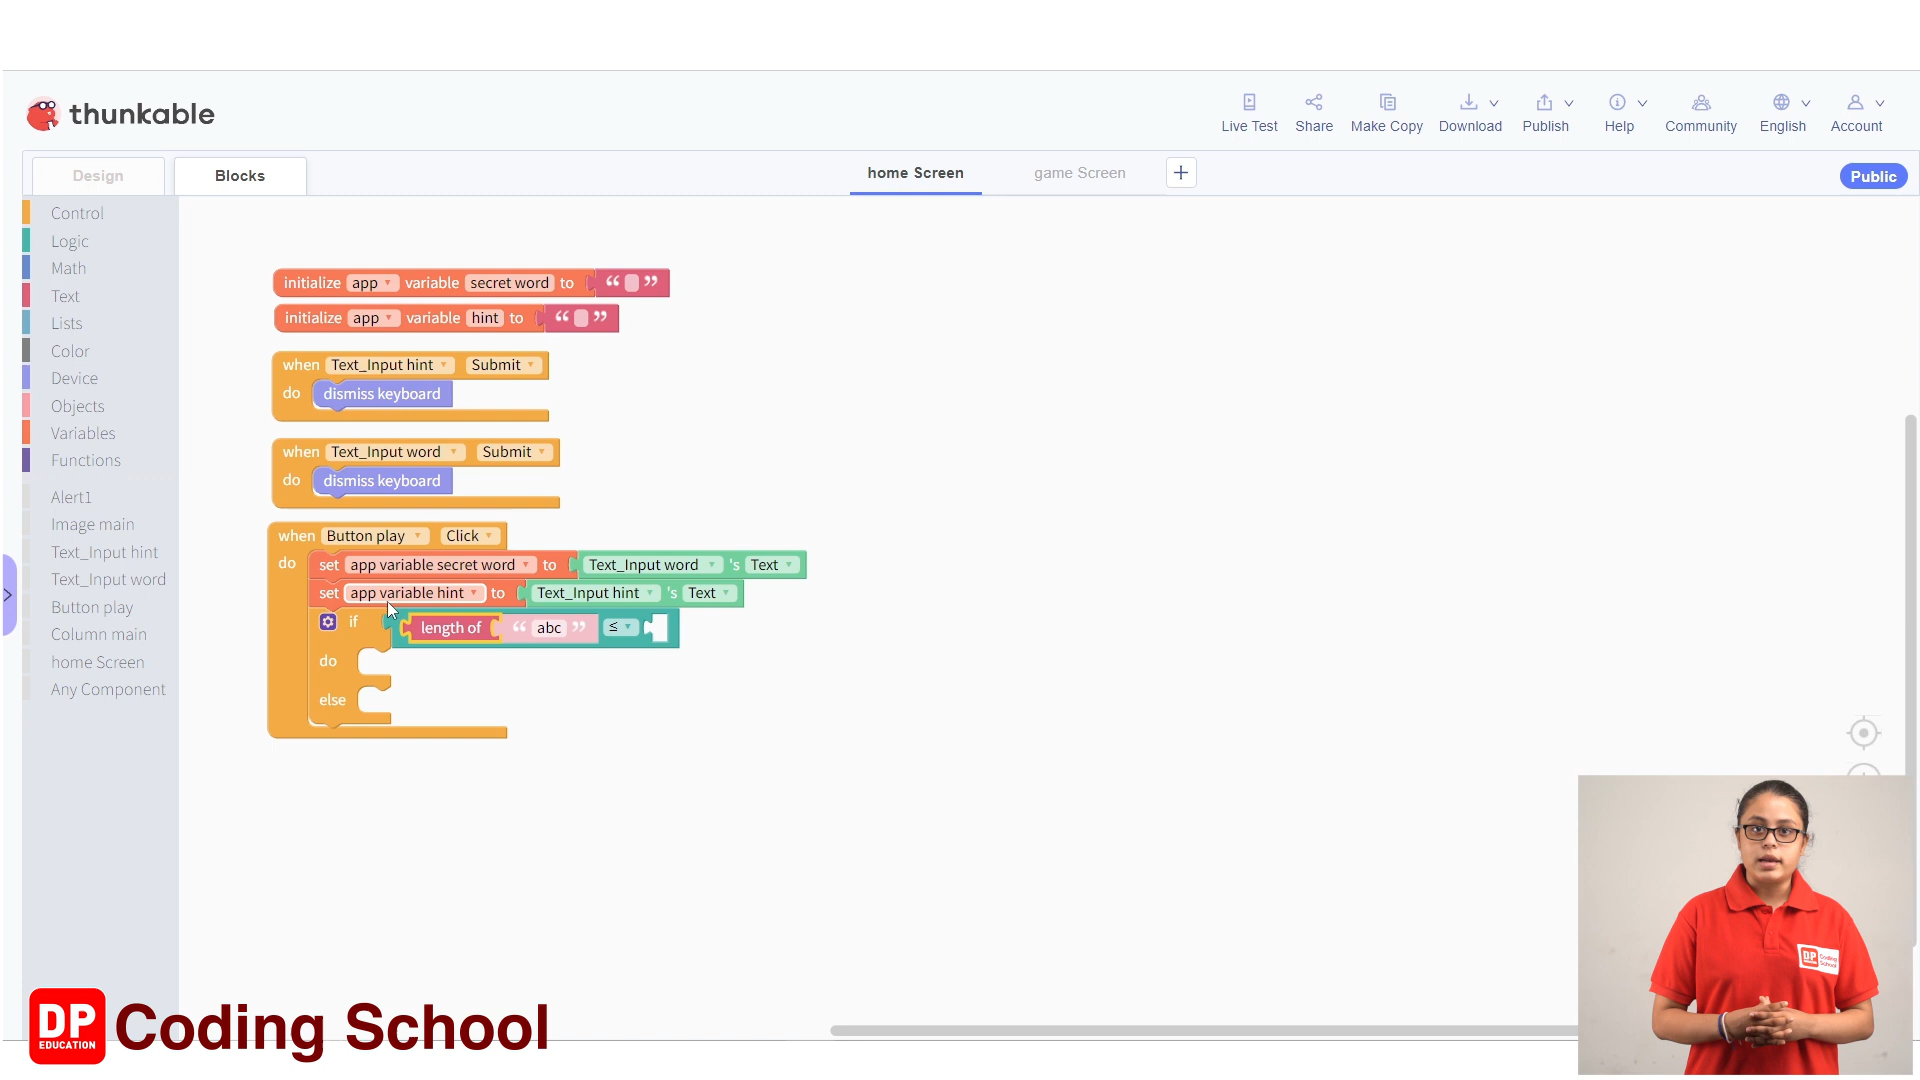 thunkable
Live Test
Share
Make Copy
Download
Publish
Help
Community
English
Account
Design
Blocks
home Screen
game Screen
+
Public
Control
Logic
Math
Text
Lists
Color
Device
Objects
Variables
Functions
Alert1
Image main
Text_Input hint
Text_Input word
Button play
Column main
home Screen
Any Component
initialize app variable secret word to “ ”
initialize app variable hint to “ ”
when Text_Input hint Submit
do dismiss keyboard
when Text_Input word Submit
do dismiss keyboard
when Button play Click
do set app variable secret word to Text_Input word 's Text
set app variable hint to Text_Input hint 's Text
if length of “ abc ” ≤
do
else
DP
EDUCATION
Coding School
DP
Coding
School